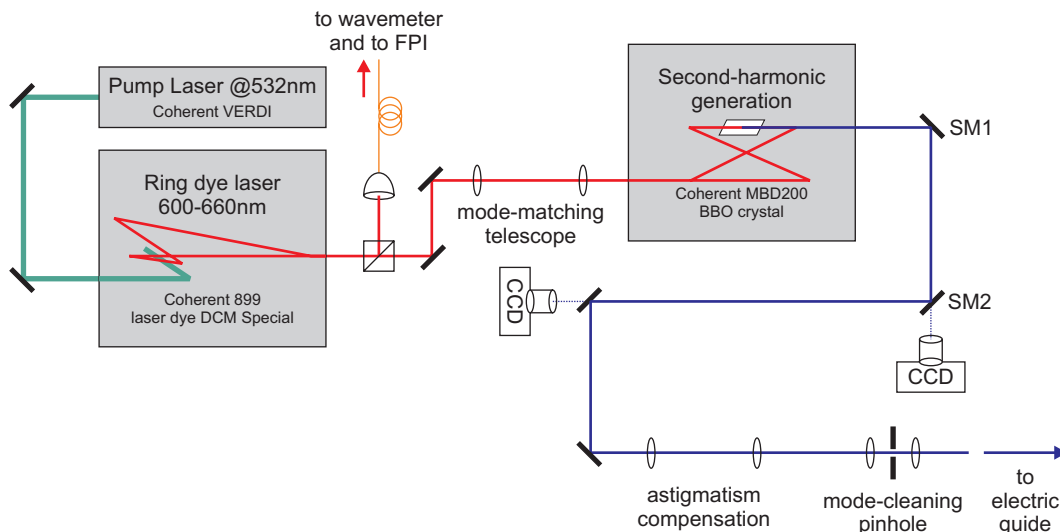 to wavemeter
and to FPI
Pump Laser @532nm
Coherent VERDI
Ring dye laser
600-660nm
Coherent 899
laser dye DCM Special
mode-matching
telescope
Second-harmonic
generation
Coherent MBD200
BBO crystal
SM1
CCD
SM2
CCD
astigmatism
compensation
mode-cleaning
pinhole
to
electric
guide